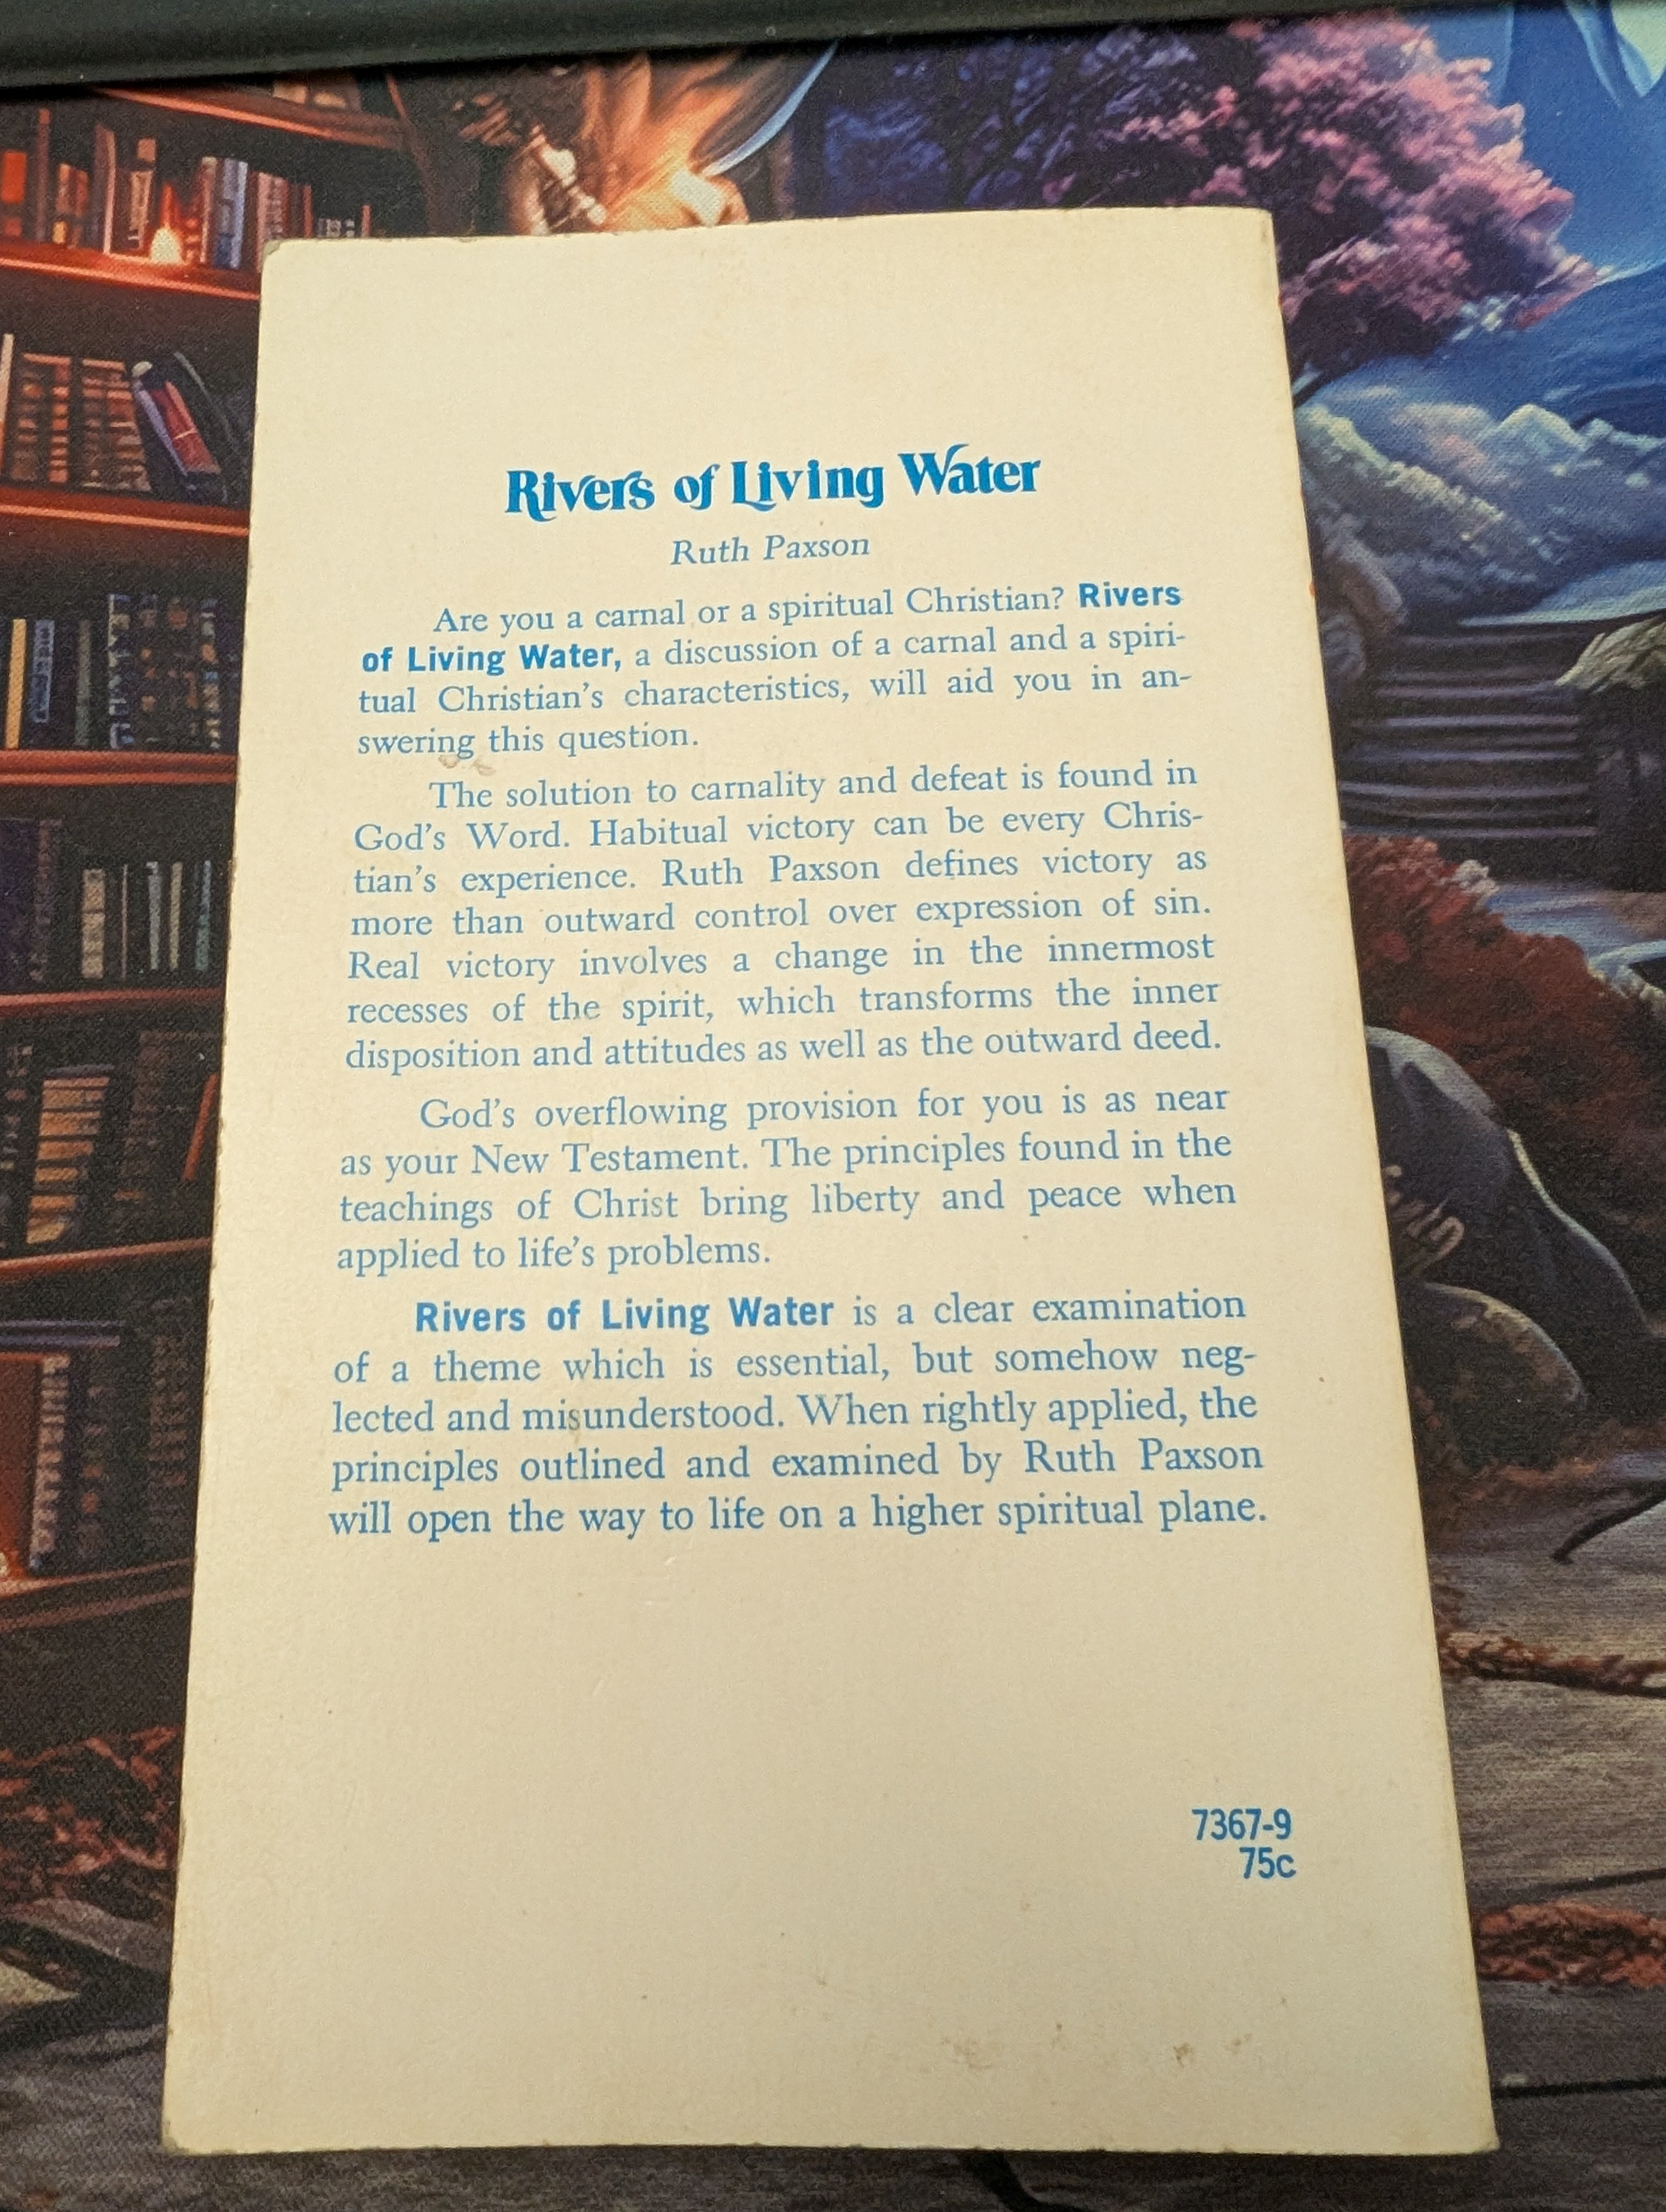 Rivers of Living Water
Ruth Paxson
Are you a carnal or a spiritual Christian? Rivers
of Living Water, a discussion of a carnal and a spiri-
tual Christian's characteristics, will aid you in an-
swering this question.
The solution to carnality and defeat is found in
God's Word. Habitual victory can be every Chris-
tian's experience. Ruth Paxson defines victory as
more than outward control over expression of sin.
Real victory involves a change in the innermost
recesses of the spirit, which transforms the inner
disposition and attitudes as well as the outward deed.
God's overflowing provision for you is as near
as your New Testament. The principles found in the
teachings of Christ bring liberty and peace when
applied to life's problems.
Rivers of Living Water is a clear examination
of a theme which is essential, but somehow neg-
lected and misunderstood. When rightly applied, the
principles outlined and examined by Ruth Paxson
will open the way to life on a higher spiritual plane.
7367-9
75c